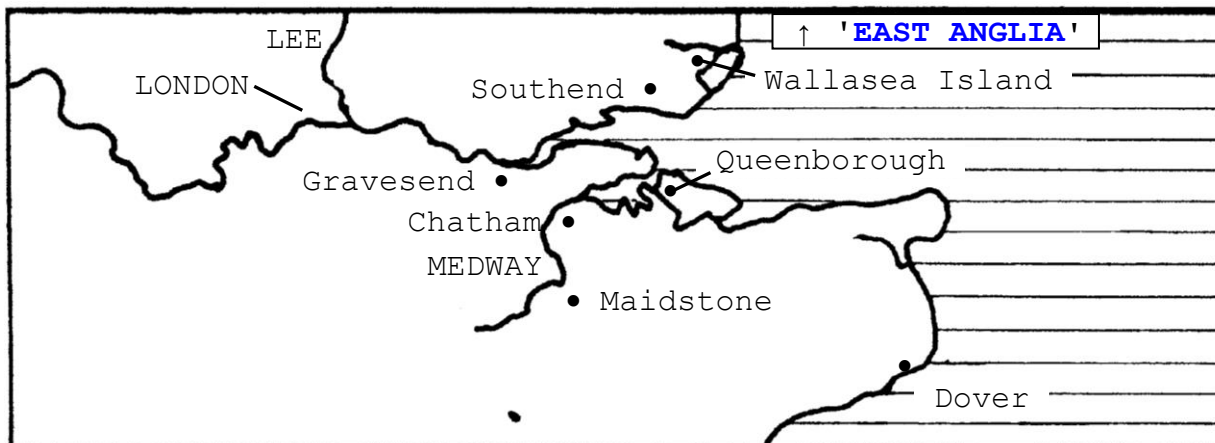 ↑ 'EAST ANGLIA'
LEE
Wallasea Island
LONDON
Southend
Queenborough
Gravesend
Chatham
MEDWAY
Maidstone
Dover